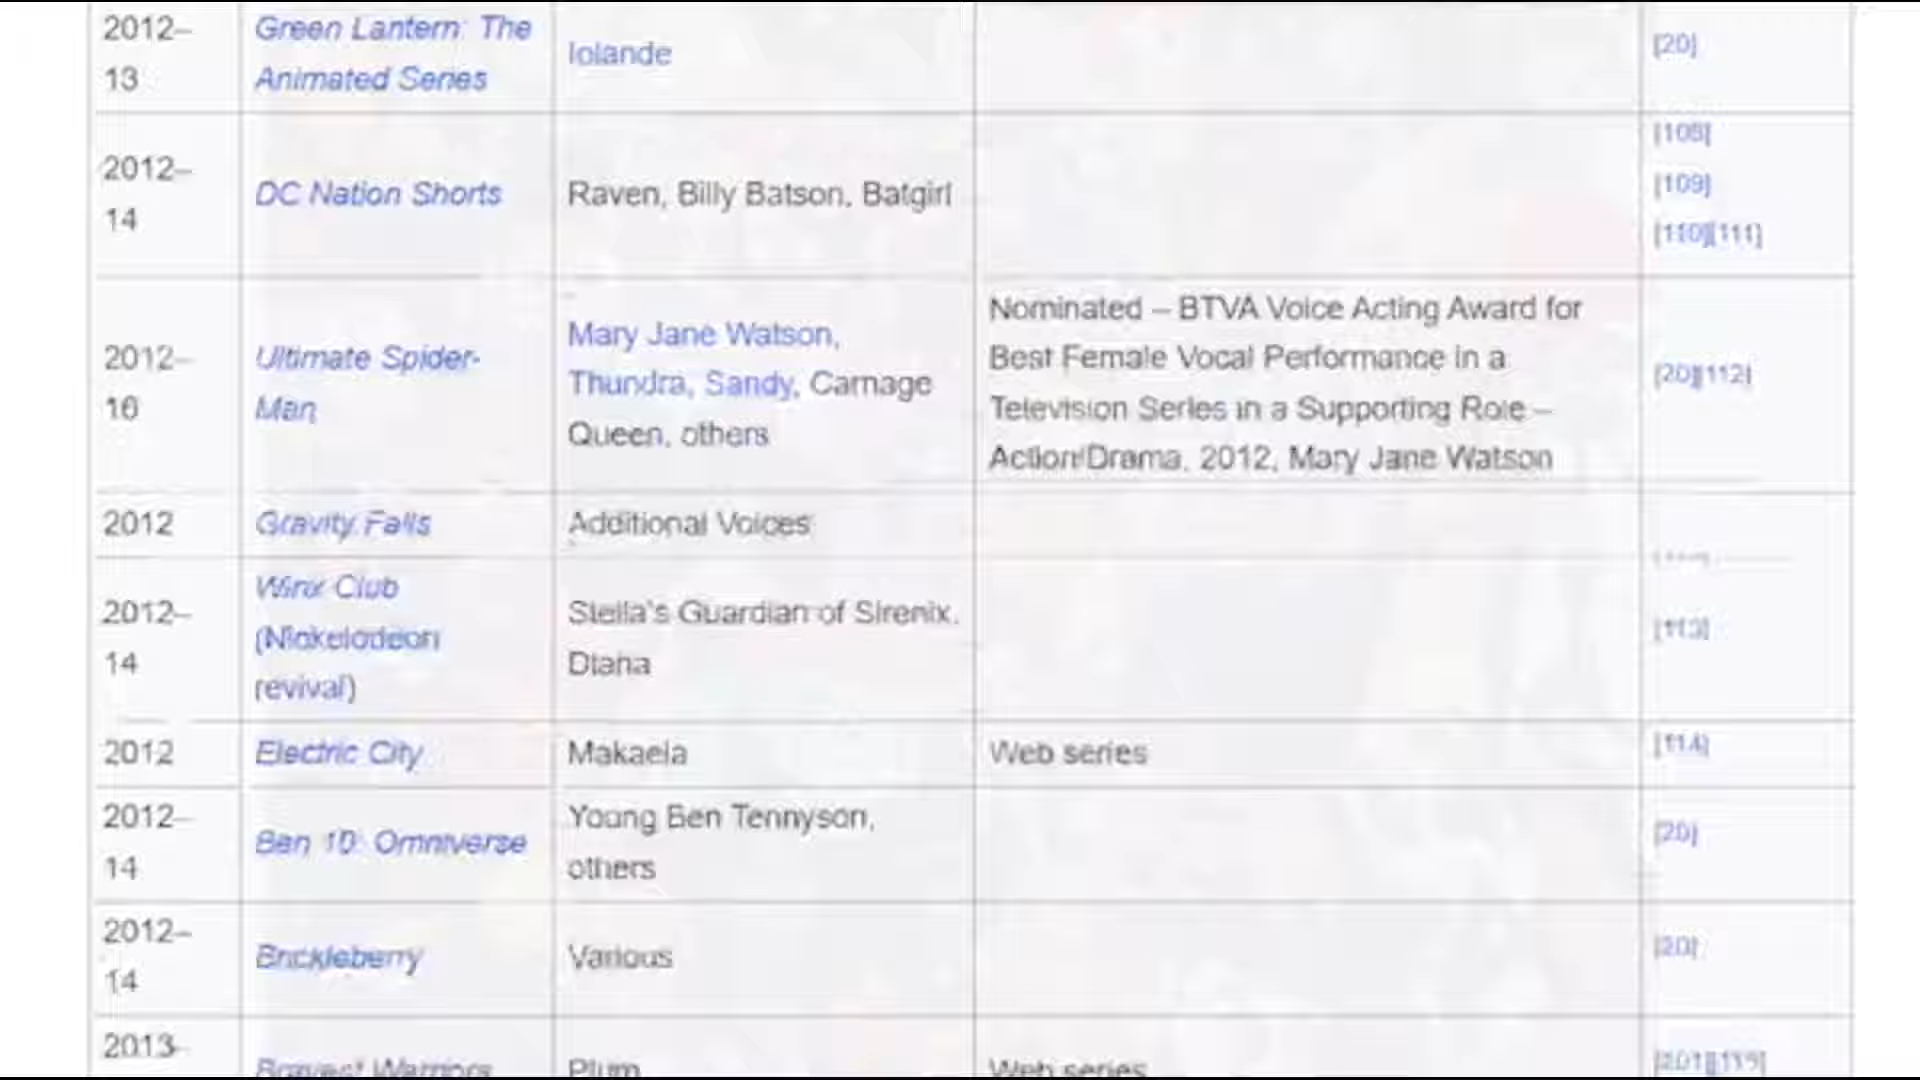 2012–
13
Green Lantern: The
Animated Series
Iolande
[20]
2012–
14
DC Nation Shorts
Raven, Billy Batson, Batgirl
[108]
[109]
[110][111]
2012–
16
Ultimate Spider-
Man
Mary Jane Watson,
Thundra, Sandy, Carnage
Queen, others
Nominated – BTVA Voice Acting Award for
Best Female Vocal Performance in a
Television Series in a Supporting Role –
Action/Drama, 2012, Mary Jane Watson
[20][112]
2012
Gravity Falls
Additional Voices
2012–
14
Winx Club
(Nickelodeon
revival)
Stella's Guardian of Sirenix,
Diana
[113]
2012
Electric City
Makaela
Web series
[114]
2012–
14
Ben 10: Omniverse
Young Ben Tennyson,
others
[20]
2012–
14
Brickleberry
Various
[20]
2013–
Bravest Warriors
Plum
Web series